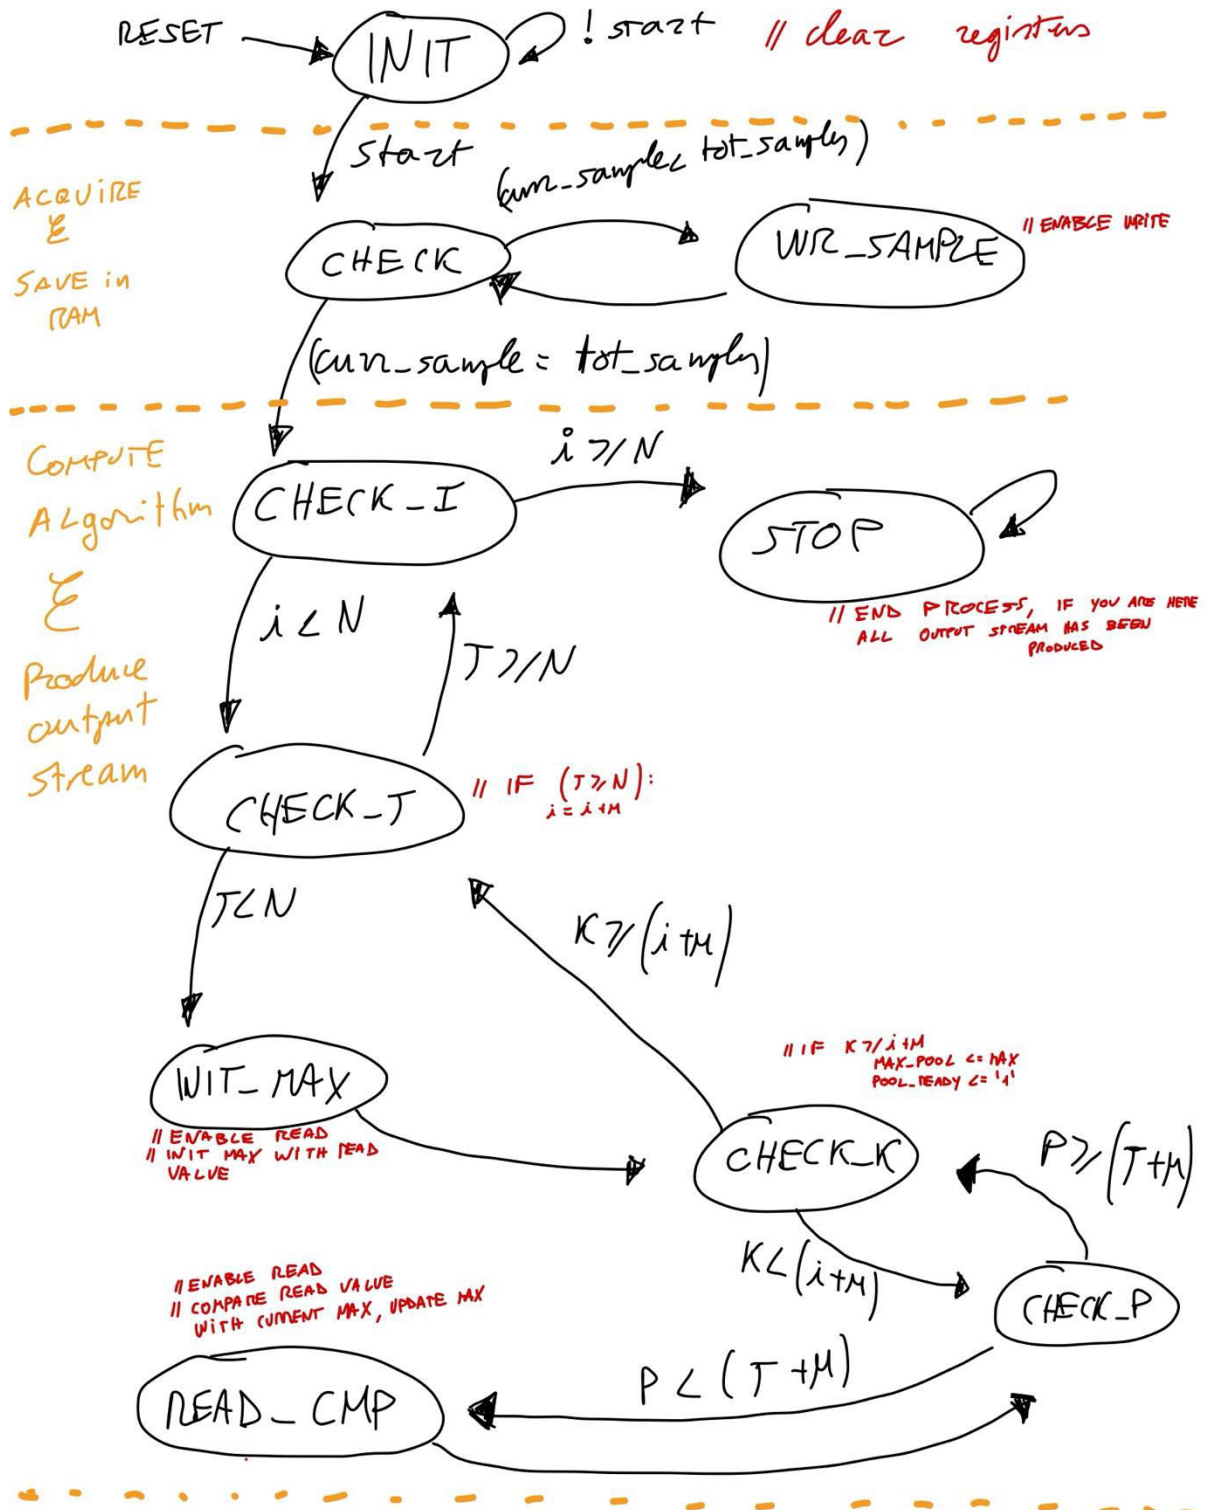 RESET
INIT
! start
// clear registers
start
(curr_sample < tot_samples)
ACQUIRE
&
SAVE in
RAM
CHECK
WR_SAMPLE
// ENABLE WRITE
(curr_sample = tot_samples)
COMPUTE
Algorithm
&
Produce
output
stream
CHECK_I
i >= N
STOP
// END PROCESS, IF YOU ARE HERE
ALL OUTPUT STREAM HAS BEEN
PRODUCED
i < N
J >= N
CHECK_J
// IF (J >= N):
i = i+M
J < N
K >= (i+M)
INIT_MAX
// ENABLE READ
// INIT MAX WITH READ
VALUE
// IF K >= i+M
MAX_POOL <= MAX
POOL_READY <= '1'
CHECK_K
P >= (J+M)
K < (i+M)
CHECK_P
// ENABLE READ
// COMPARE READ VALUE
WITH CURRENT MAX, UPDATE MAX
P < (J+M)
READ_CMP